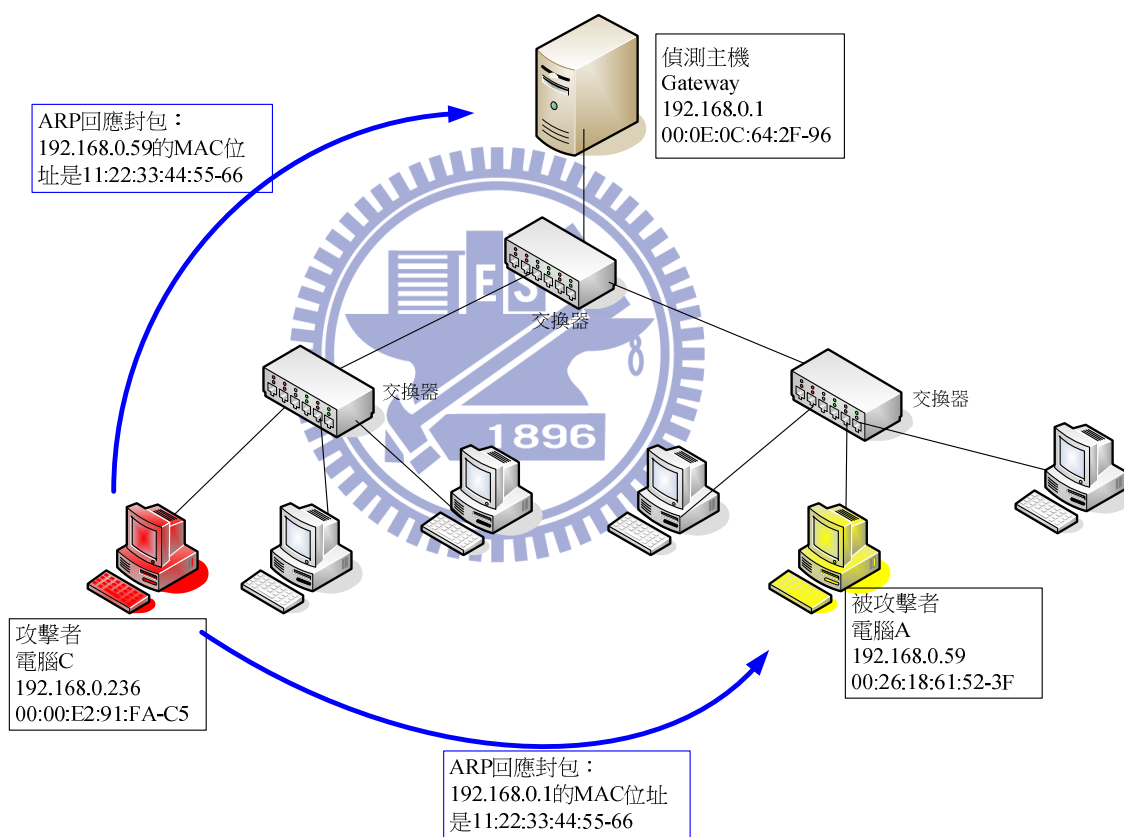 偵測主機
Gateway
192.168.0.1
00:0E:0C:64:2F-96
ARP回應封包：
192.168.0.59的MAC位
址是11:22:33:44:55-66
ES
交換器
交換器
交換器
1896
攻擊者
電腦C
192.168.0.236
00:00:E2:91:FA-C5
被攻擊者
電腦A
192.168.0.59
00:26:18:61:52-3F
ARP回應封包：
192.168.0.1的MAC位址
是11:22:33:44:55-66